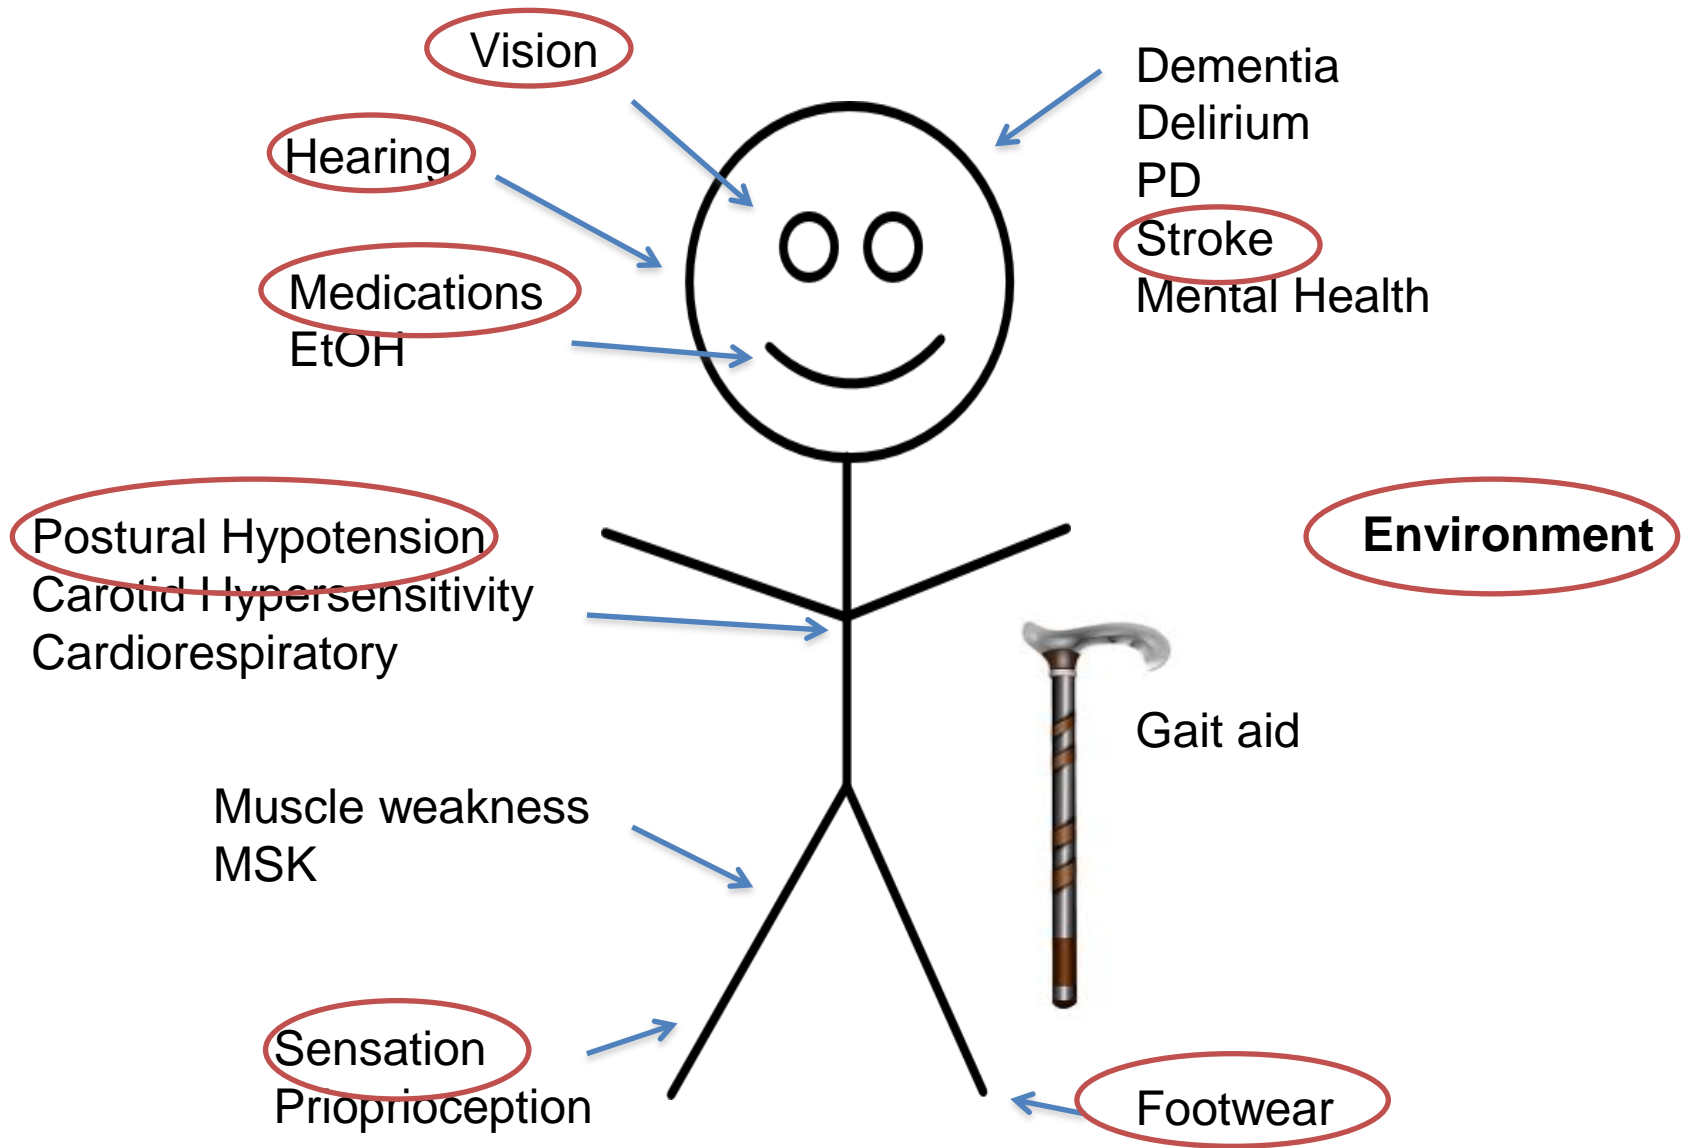 Vision
Hearing
Medications
EtOH
Dementia
Delirium
PD
Stroke
Mental Health
Postural Hypotension
Carotid Hypersensitivity
Cardiorespiratory
Environment
Gait aid
Muscle weakness
MSK
Sensation
Prioprioception
Footwear